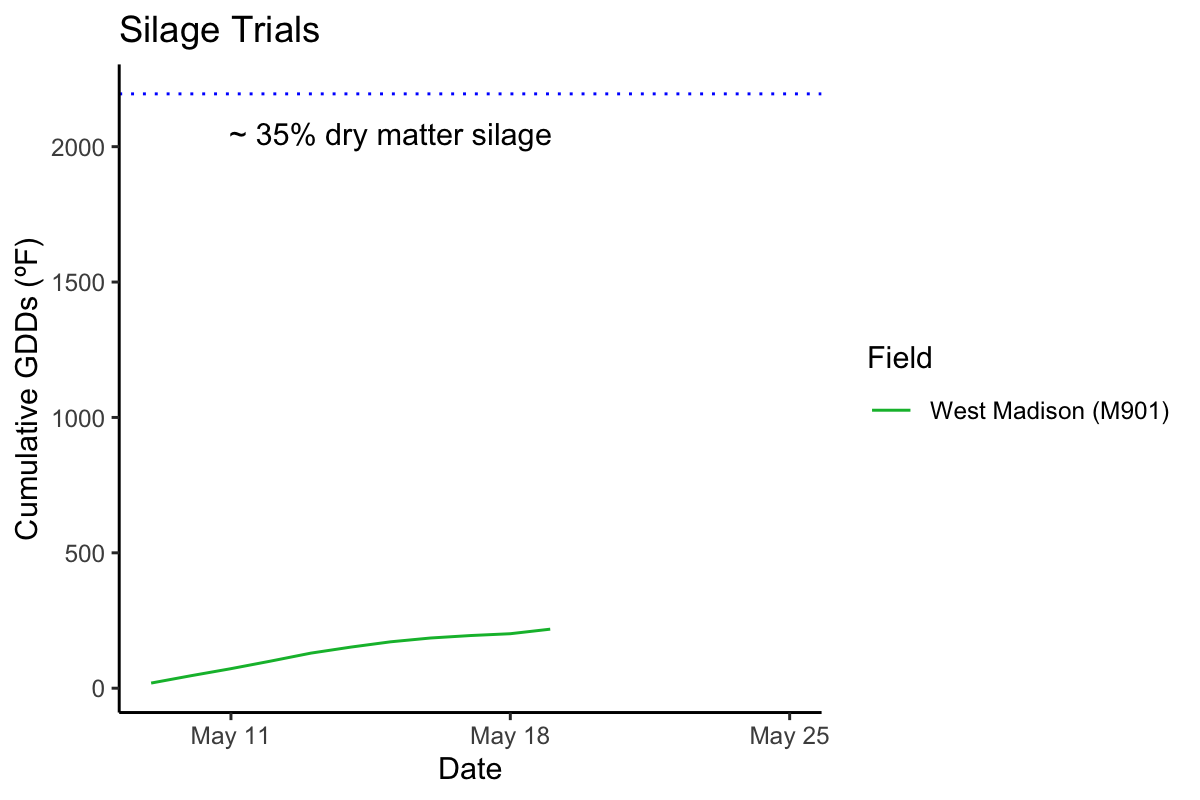 Silage Trials
~ 35% dry matter silage
2000
1500
1000
500
0
Cumulative GDDs (ºF)
May 11
May 18
May 25
Date
Field
West Madison (M901)